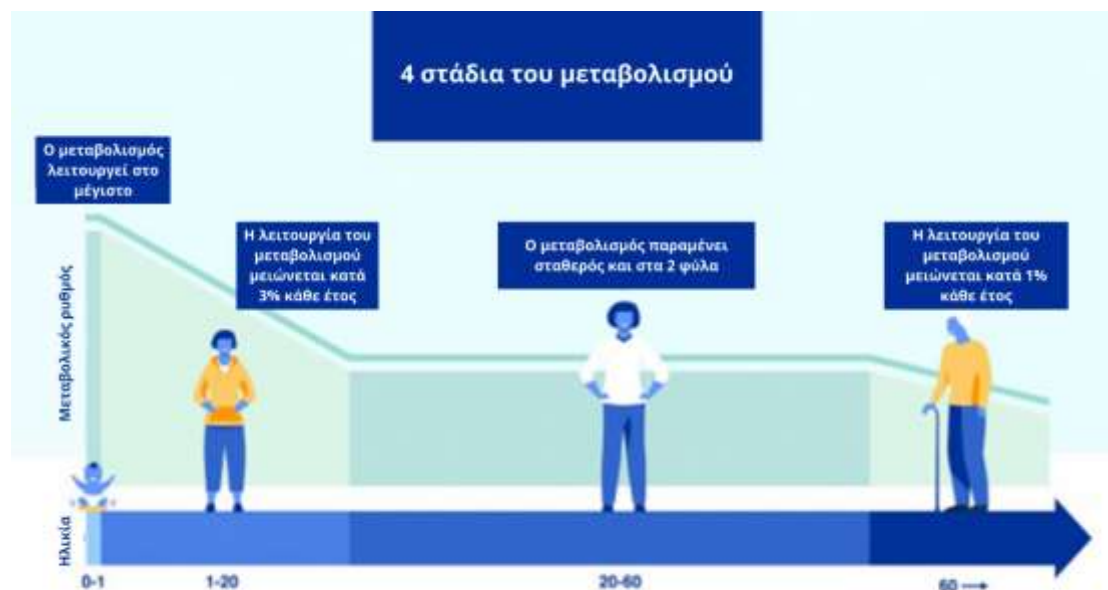 4 στάδια του μεταβολισμού
Ο μεταβολισμός
λειτουργεί στο
μέγιστο
Η λειτουργία του
μεταβολισμού
μειώνεται κατά
3% κάθε έτος
Ο μεταβολισμός παραμένει
σταθερός και στα 2 φύλα
Η λειτουργία του
μεταβολισμού
μειώνεται κατά 1%
κάθε έτος
Μεταβολικός ρυθμός
Ηλικία
0-1
1-20
20-60
60